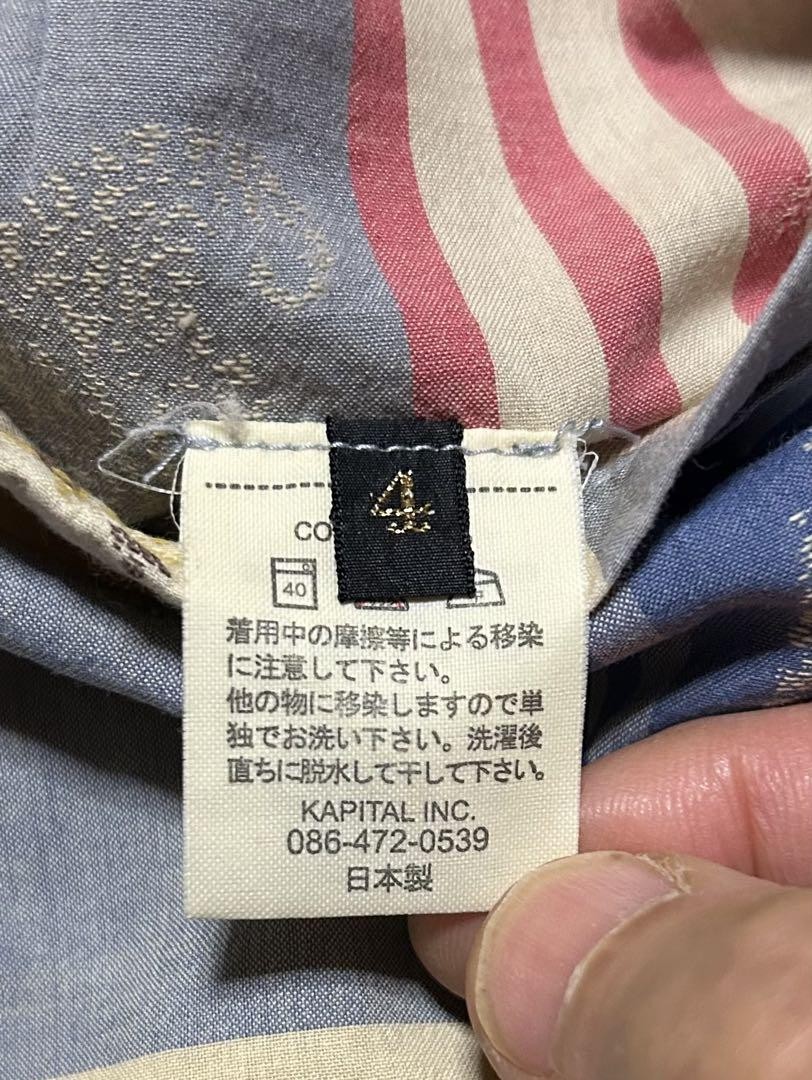 4
40
着用中の摩擦等による移染
に注意して下さい。
他の物に移染しますので単
独でお洗い下さい。洗濯後
直ちに脱水して干して下さい。
KAPITAL INC.
086-472-0539
日本製